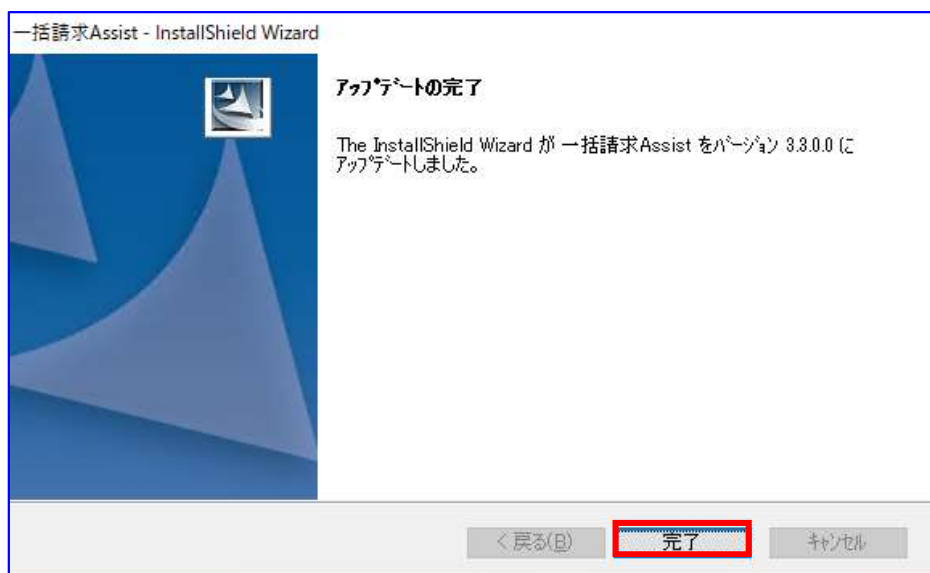 一括請求Assist - InstallShield Wizard
アップデートの完了
The InstallShield Wizard が 一括請求Assist をバージョン 3.3.0.0 に
アップデートしました。
< 戻る(B)
完了
キャンセル